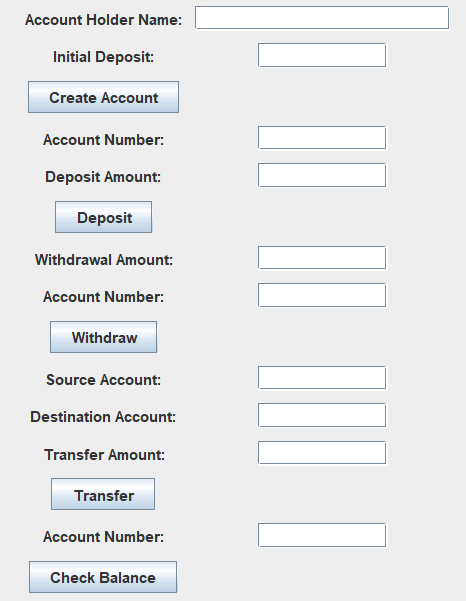 Account Holder Name:
Initial Deposit:
Create Account
Account Number:
Deposit Amount:
Deposit
Withdrawal Amount:
Account Number:
Withdraw
Source Account:
Destination Account:
Transfer Amount:
Transfer
Account Number:
Check Balance